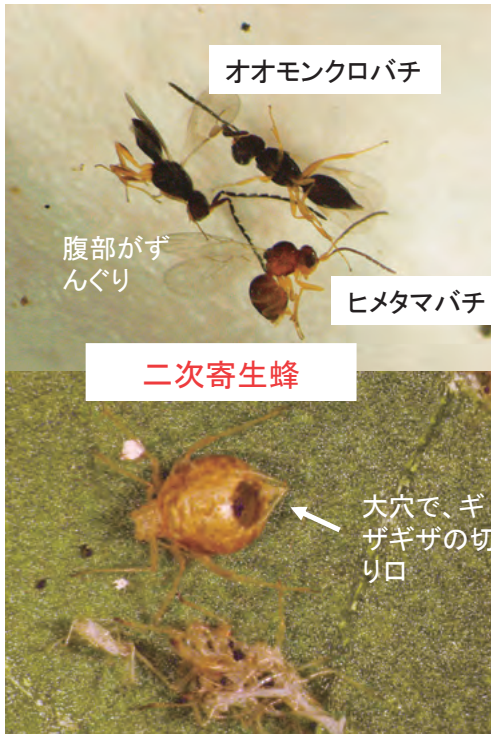 オオモンクロバチ
腹部がず
んぐり
ヒメタマバチ
二次寄生蜂
大穴で、ギ
ザギザの切
り口